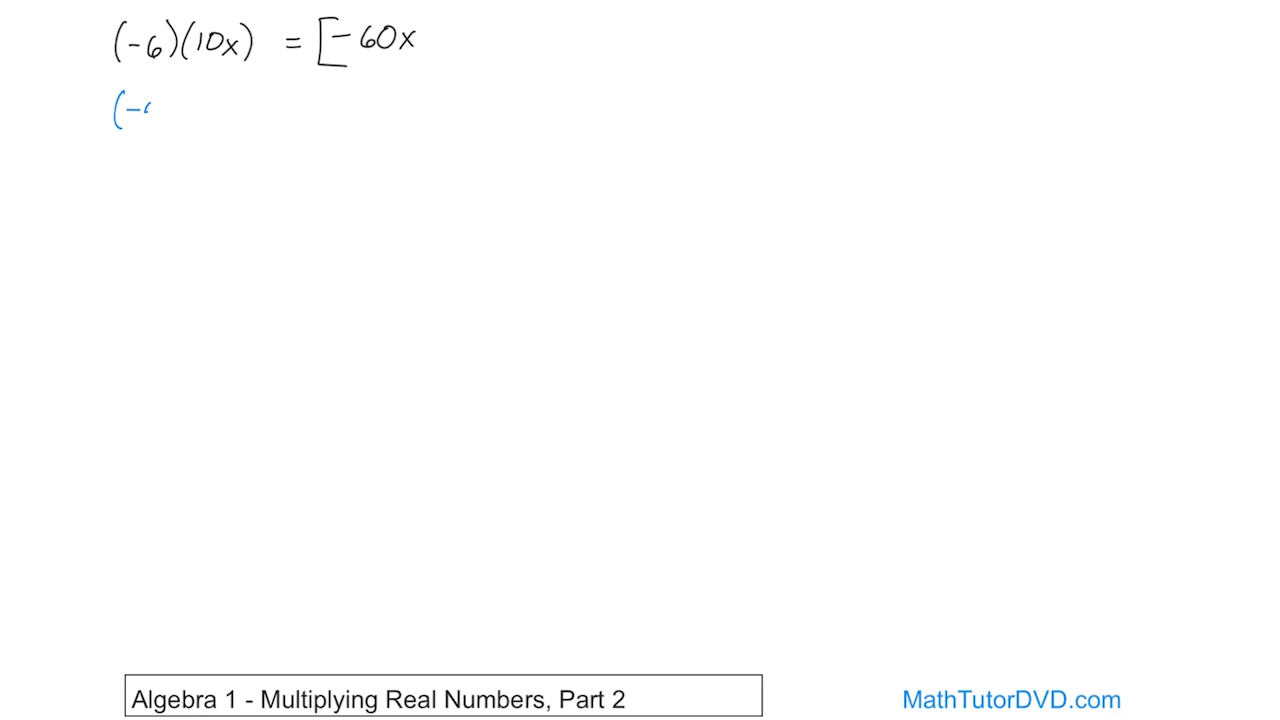 (-6)(10x) = [-60x
(-
Algebra 1 - Multiplying Real Numbers, Part 2
MathTutorDVD.com